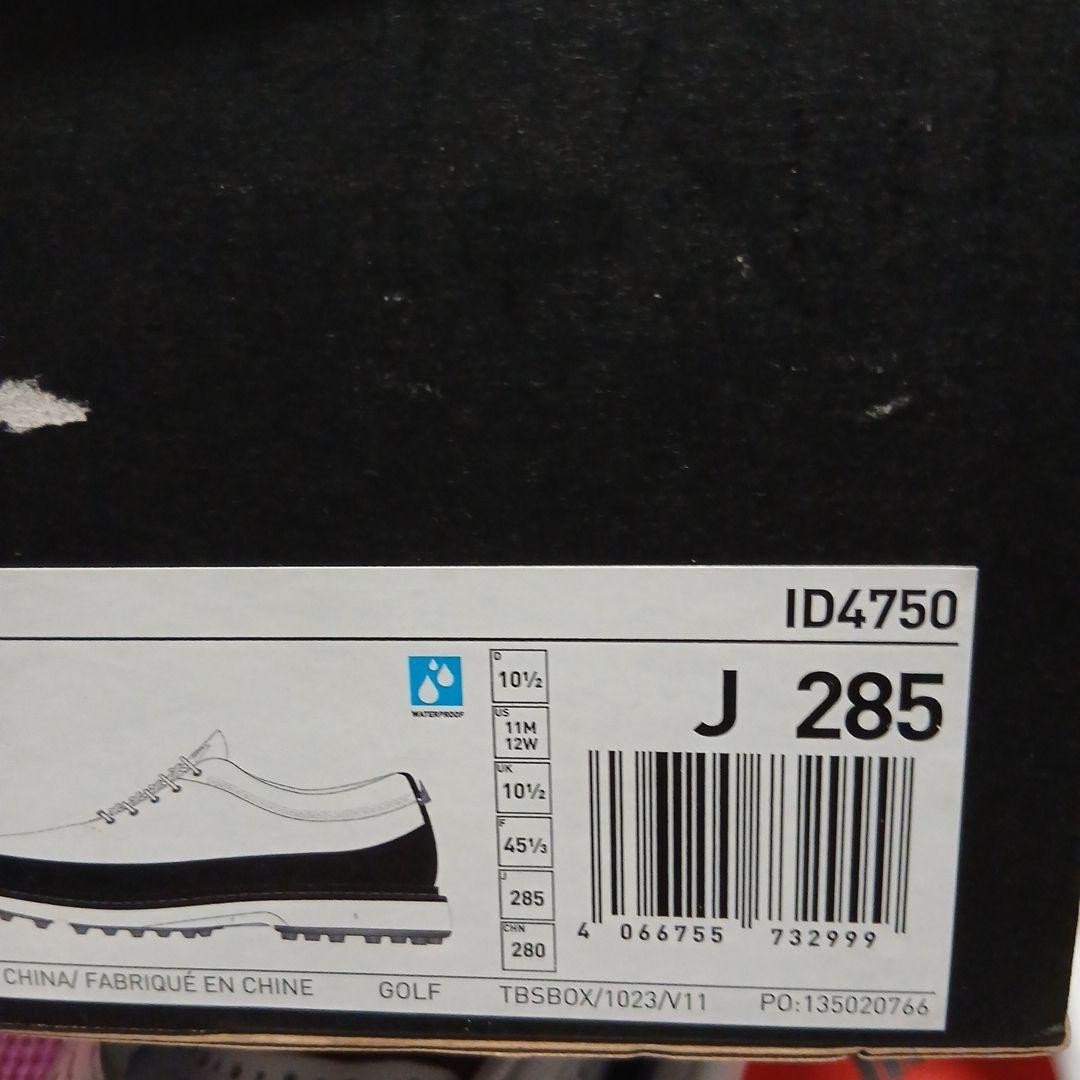 ID4750
J 285
WATERPROOF
D
10½
US
11M
12W
UK
10½
F
45⅓
J
285
CHN
280
4 066755 732999
CHINA/ FABRIQUÉ EN CHINE GOLF TBSBOX/1023/V11 PO:135020766